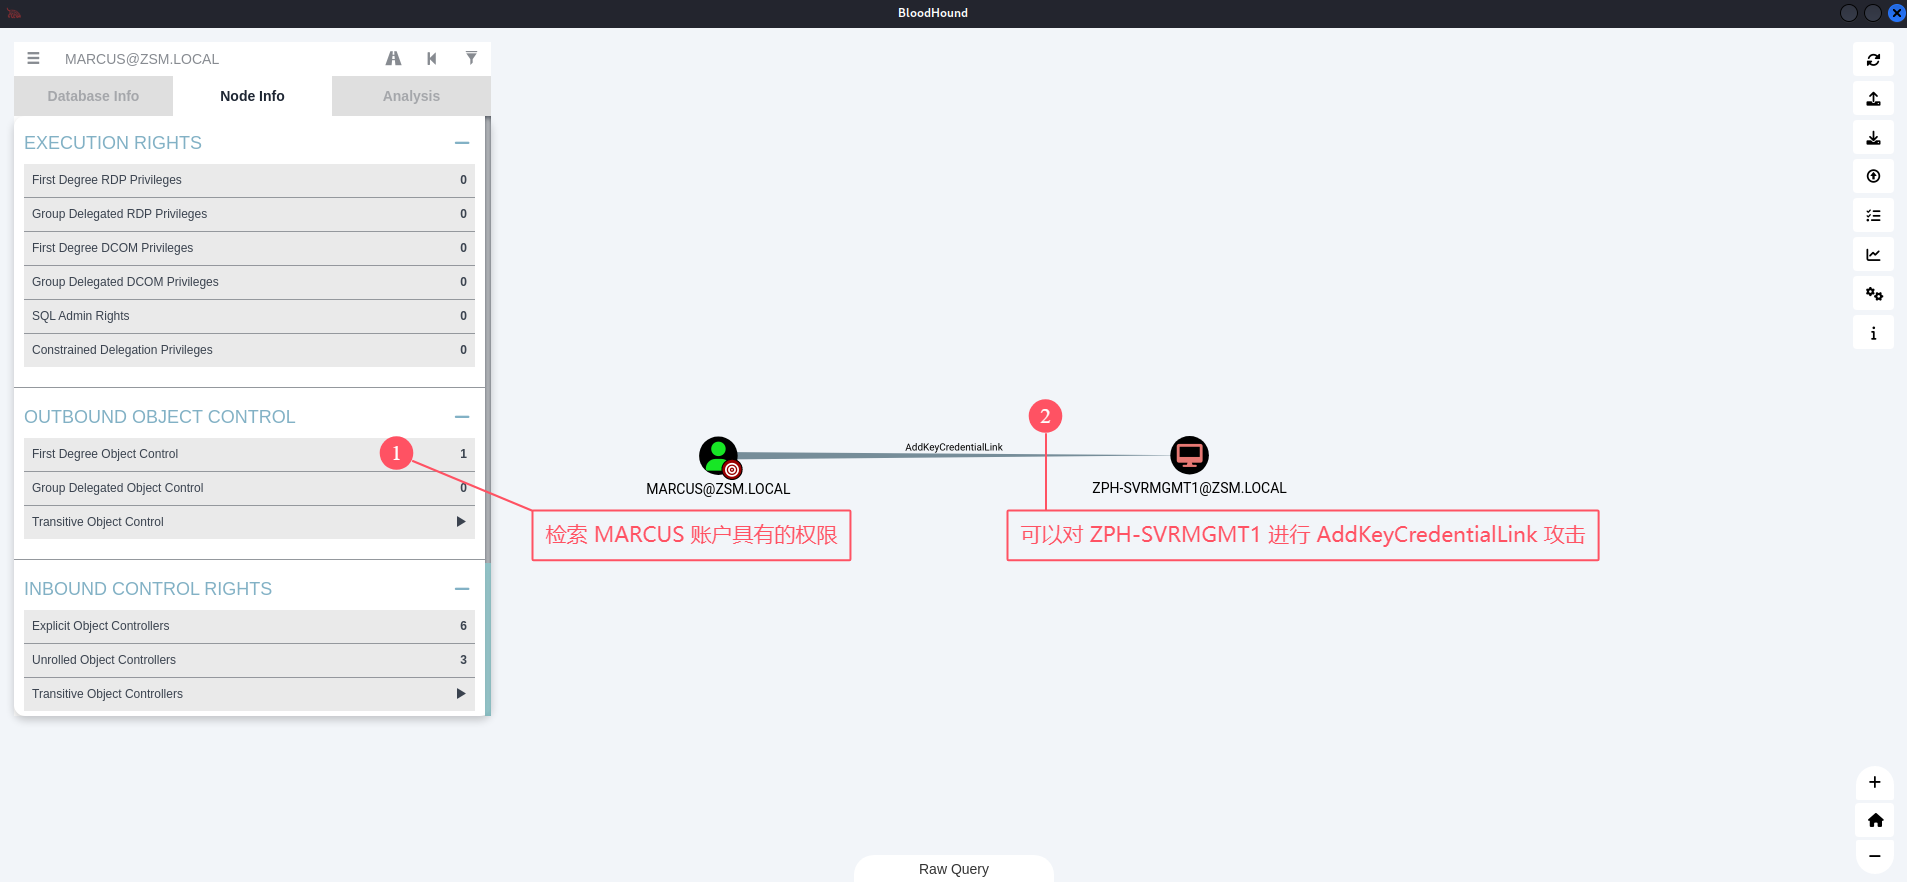 BloodHound
MARCUS@ZSM.LOCAL
Database Info
Node Info
Analysis
EXECUTION RIGHTS
First Degree RDP Privileges 0
Group Delegated RDP Privileges 0
First Degree DCOM Privileges 0
Group Delegated DCOM Privileges 0
SQL Admin Rights 0
Constrained Delegation Privileges 0
OUTBOUND OBJECT CONTROL
First Degree Object Control 1
Group Delegated Object Control 0
Transitive Object Control
INBOUND CONTROL RIGHTS
Explicit Object Controllers 6
Unrolled Object Controllers 3
Transitive Object Controllers
1
检索 MARCUS 账户具有的权限
2
AddKeyCredentialLink
MARCUS@ZSM.LOCAL
ZPH-SVRMGMT1@ZSM.LOCAL
可以对 ZPH-SVRMGMT1 进行 AddKeyCredentialLink 攻击
Raw Query